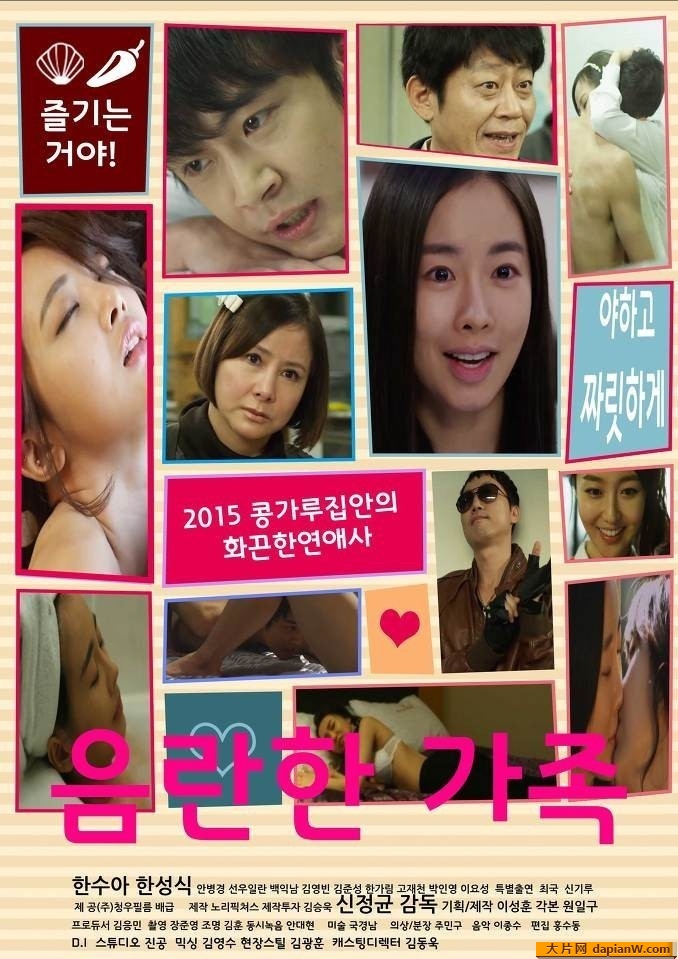 즐기는
거야!
야하고
짜릿하게
2015 콩가루집안의
화끈한연애사
음란한 가족
한수아 한성식 안병경 선우일란 백익남 김영빈 김준성 한가림 고재천 박인영 이요성 특별출연 최국 신기루
제 공(주)청우필름 배급 제작 노리픽처스 제작투자 김승욱 신정균 감독 기획/제작 이성훈 각본 원일구
프로듀서 김응민 촬영 장준영 조명 김훈 동시녹음 안대현 미술 국경남 의상/분장 주민구 음악 이종수 편집 홍수동
D.I 스튜디오 진공 믹싱 김영수 현장스틸 김광훈 캐스팅디렉터 김동욱
大片网 dapianW.com